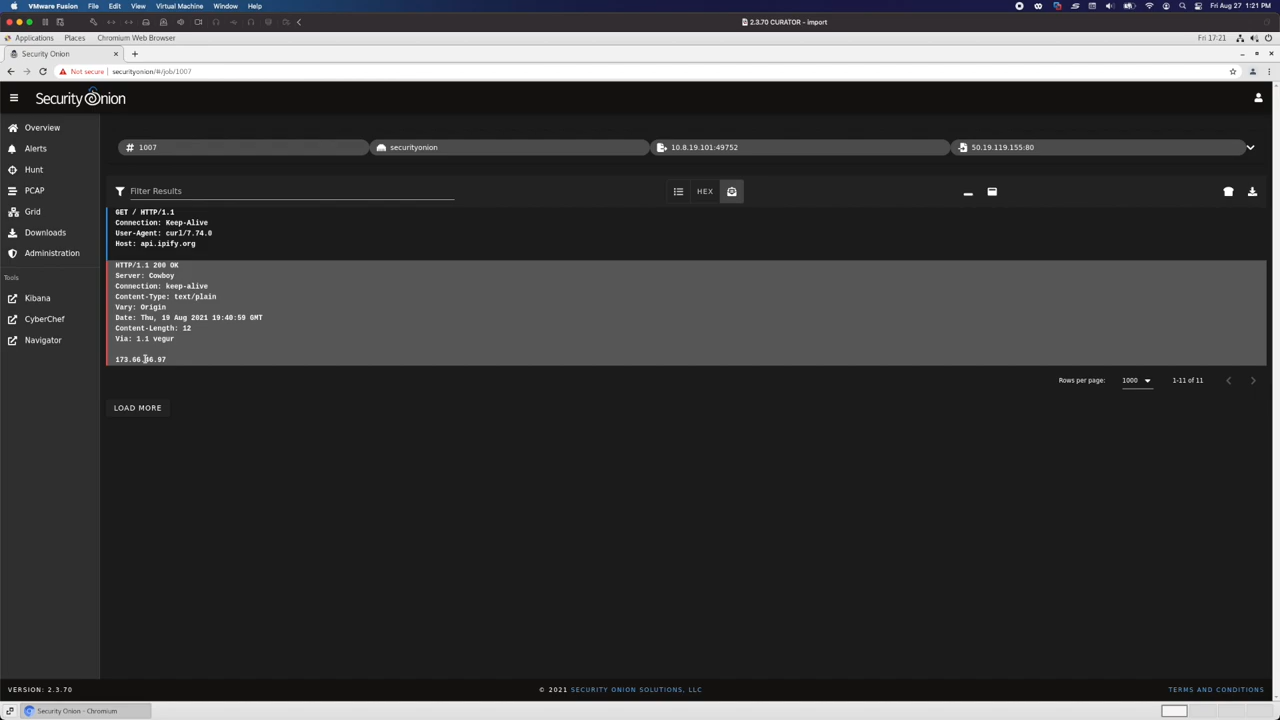 VMware Fusion File Edit View Virtual Machine Window Help Fri Aug 27 1:21 PM
2.3.70 CURATOR - import
Applications Places Chromium Web Browser Fri 17:21
Security Onion
Not secure securityonion/#/job/1007
Security Onion
Overview
Alerts
Hunt
PCAP
Grid
Downloads
Administration
Tools
Kibana
CyberChef
Navigator
1007 securityonion 10.8.19.101:49752 50.19.119.155:80
Filter Results HEX
GET / HTTP/1.1
Connection: Keep-Alive
User-Agent: curl/7.74.0
Host: api.ipify.org
HTTP/1.1 200 OK
Server: Cowboy
Connection: keep-alive
Content-Type: text/plain
Vary: Origin
Date: Thu, 19 Aug 2021 19:40:59 GMT
Content-Length: 12
Via: 1.1 vegur
Rows per page: 1000 1-11 of 11
LOAD MORE
VERSION: 2.3.70 © 2021 SECURITY ONION SOLUTIONS, LLC TERMS AND CONDITIONS
Security Onion - Chromium